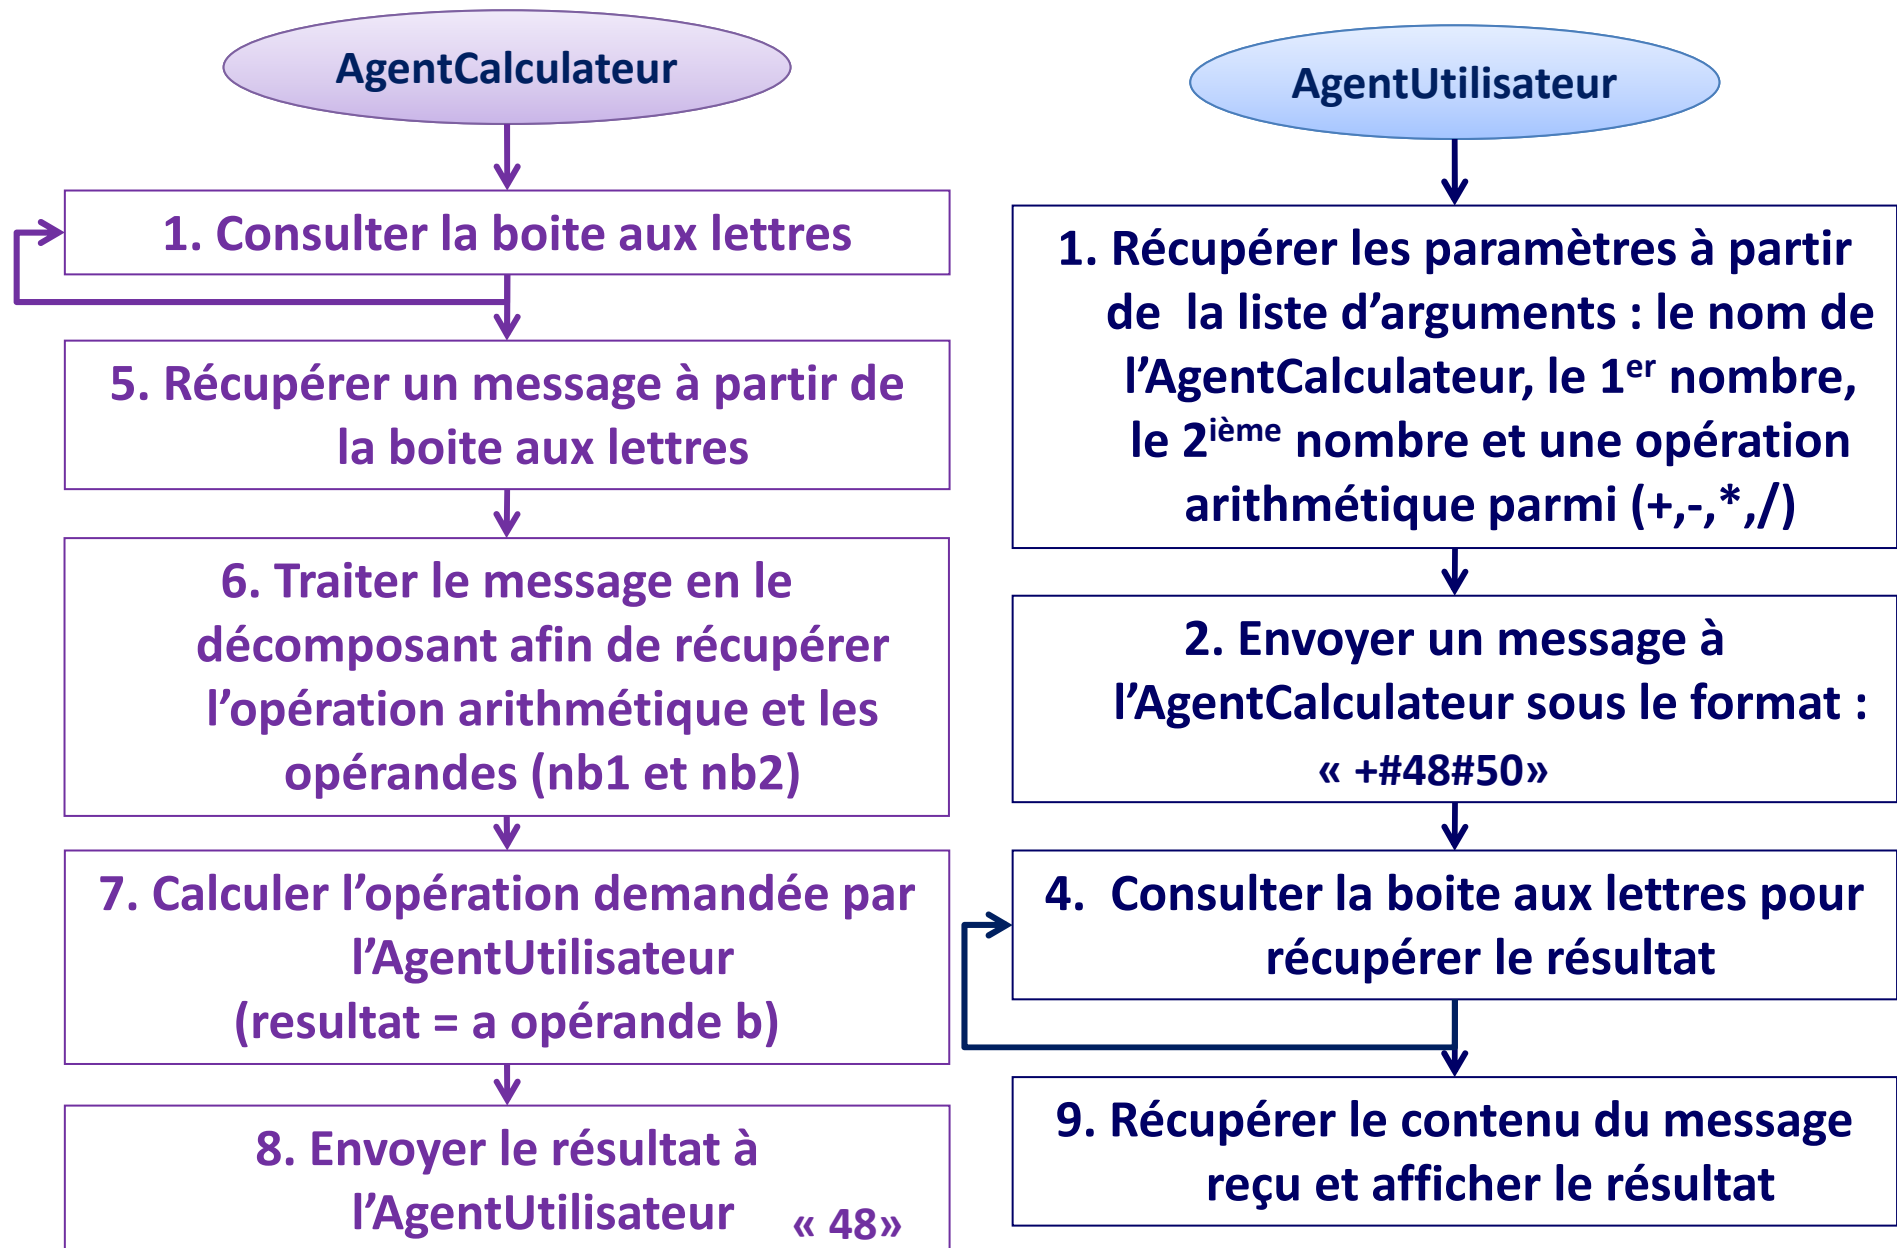 AgentCalculateur
1. Consulter la boite aux lettres
5. Récupérer un message à partir de
la boite aux lettres
6. Traiter le message en le
décomposant afin de récupérer
l’opération arithmétique et les
opérandes (nb1 et nb2)
7. Calculer l’opération demandée par
l’AgentUtilisateur
(resultat = a opérande b)
8. Envoyer le résultat à
l’AgentUtilisateur « 48»
AgentUtilisateur
1. Récupérer les paramètres à partir
de la liste d’arguments : le nom de
l’AgentCalculateur, le 1er nombre,
le 2ième nombre et une opération
arithmétique parmi (+,-,*,/)
2. Envoyer un message à
l’AgentCalculateur sous le format :
« +#48#50»
4. Consulter la boite aux lettres pour
récupérer le résultat
9. Récupérer le contenu du message
reçu et afficher le résultat